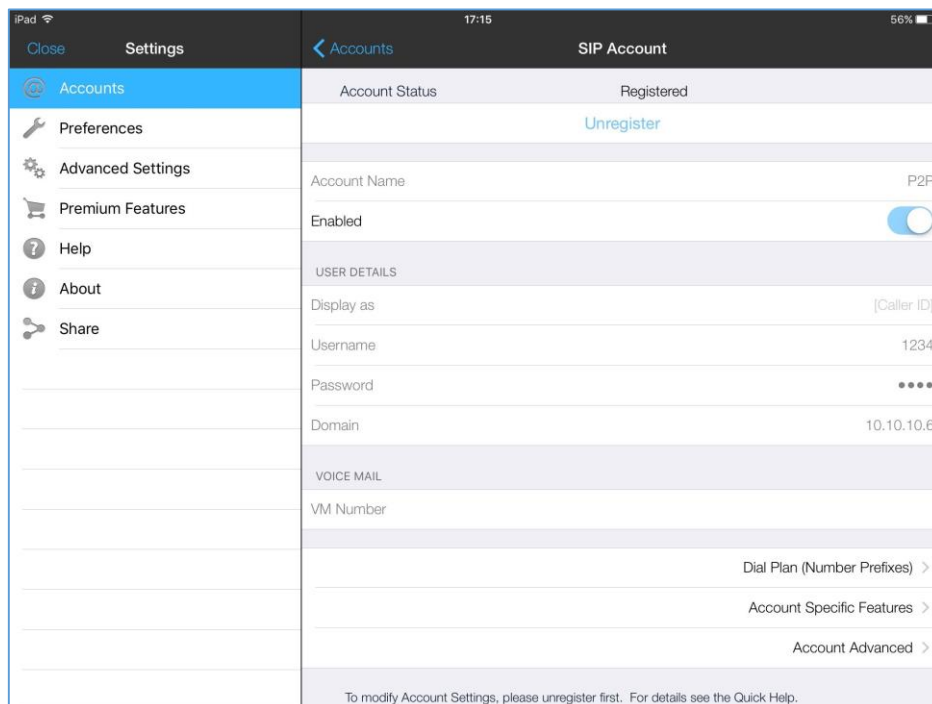 iPad 17:15 56%
Close Settings Accounts SIP Account
Accounts
Preferences
Advanced Settings
Premium Features
Help
About
Share
Account Status Registered
Unregister
Account Name P2P
Enabled
USER DETAILS
Display as [Caller ID]
Username 1234
Password ••••
Domain 10.10.10.6
VOICE MAIL
VM Number
Dial Plan (Number Prefixes)
Account Specific Features
Account Advanced
To modify Account Settings, please unregister first. For details see the Quick Help.